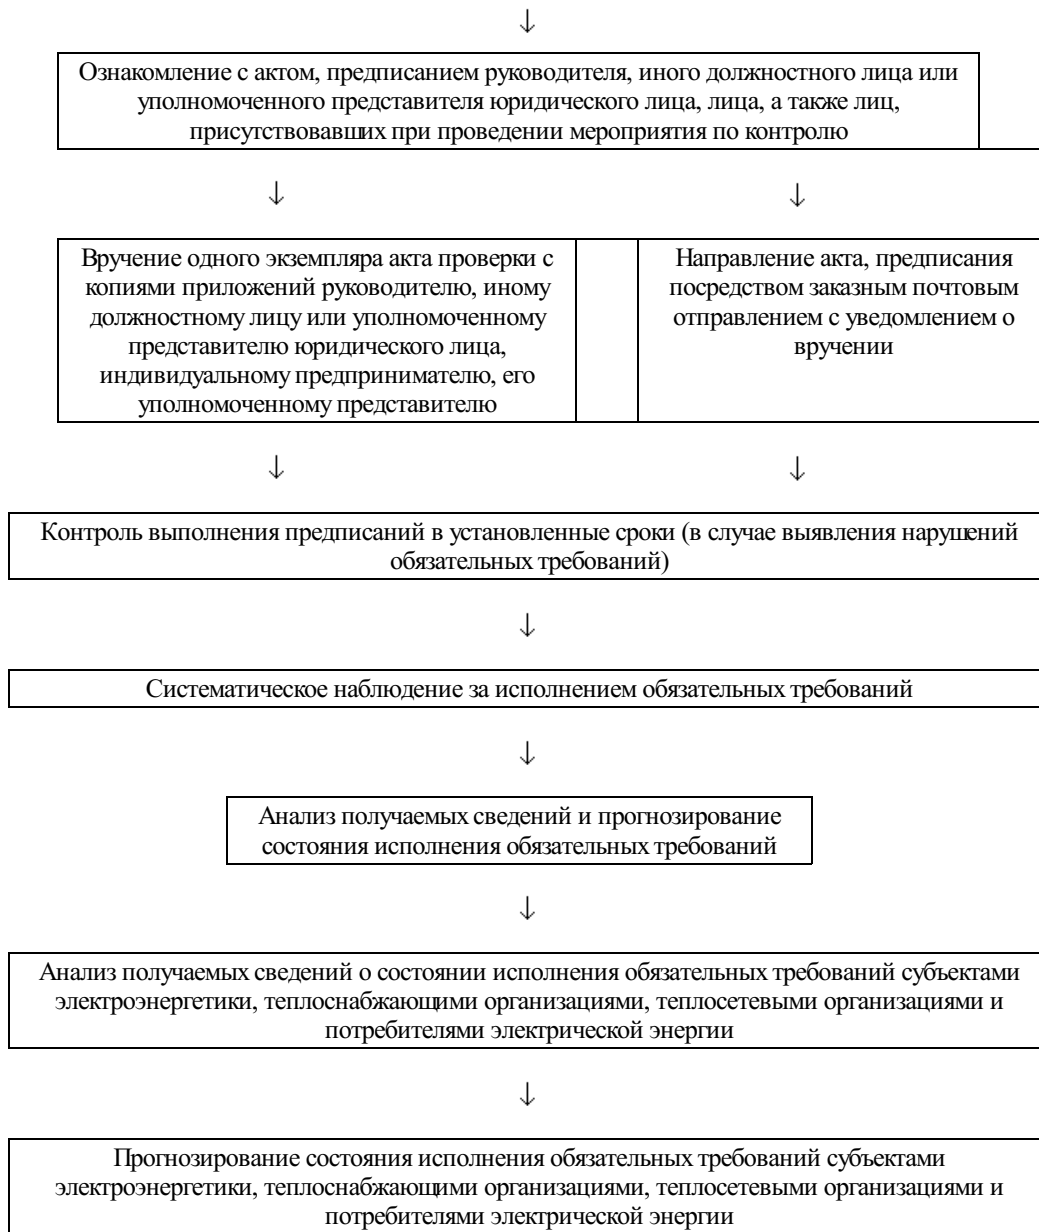 ↓
Ознакомление с актом, предписанием руководителя, иного должностного лица или
уполномоченного представителя юридического лица, лица, а также лиц,
присутствовавших при проведении мероприятия по контролю
↓ ↓
Вручение одного экземпляра акта проверки с
копиями приложений руководителю, иному
должностному лицу или уполномоченному
представителю юридического лица,
индивидуальному предпринимателю, его
уполномоченному представителю
Направление акта, предписания
посредством заказным почтовым
отправлением с уведомлением о
вручении
↓ ↓
Контроль выполнения предписаний в установленные сроки (в случае выявления нарушений
обязательных требований)
↓
Систематическое наблюдение за исполнением обязательных требований
↓
Анализ получаемых сведений и прогнозирование
состояния исполнения обязательных требований
↓
Анализ получаемых сведений о состоянии исполнения обязательных требований субъектами
электроэнергетики, теплоснабжающими организациями, теплосетевыми организациями и
потребителями электрической энергии
↓
Прогнозирование состояния исполнения обязательных требований субъектами
электроэнергетики, теплоснабжающими организациями, теплосетевыми организациями и
потребителями электрической энергии